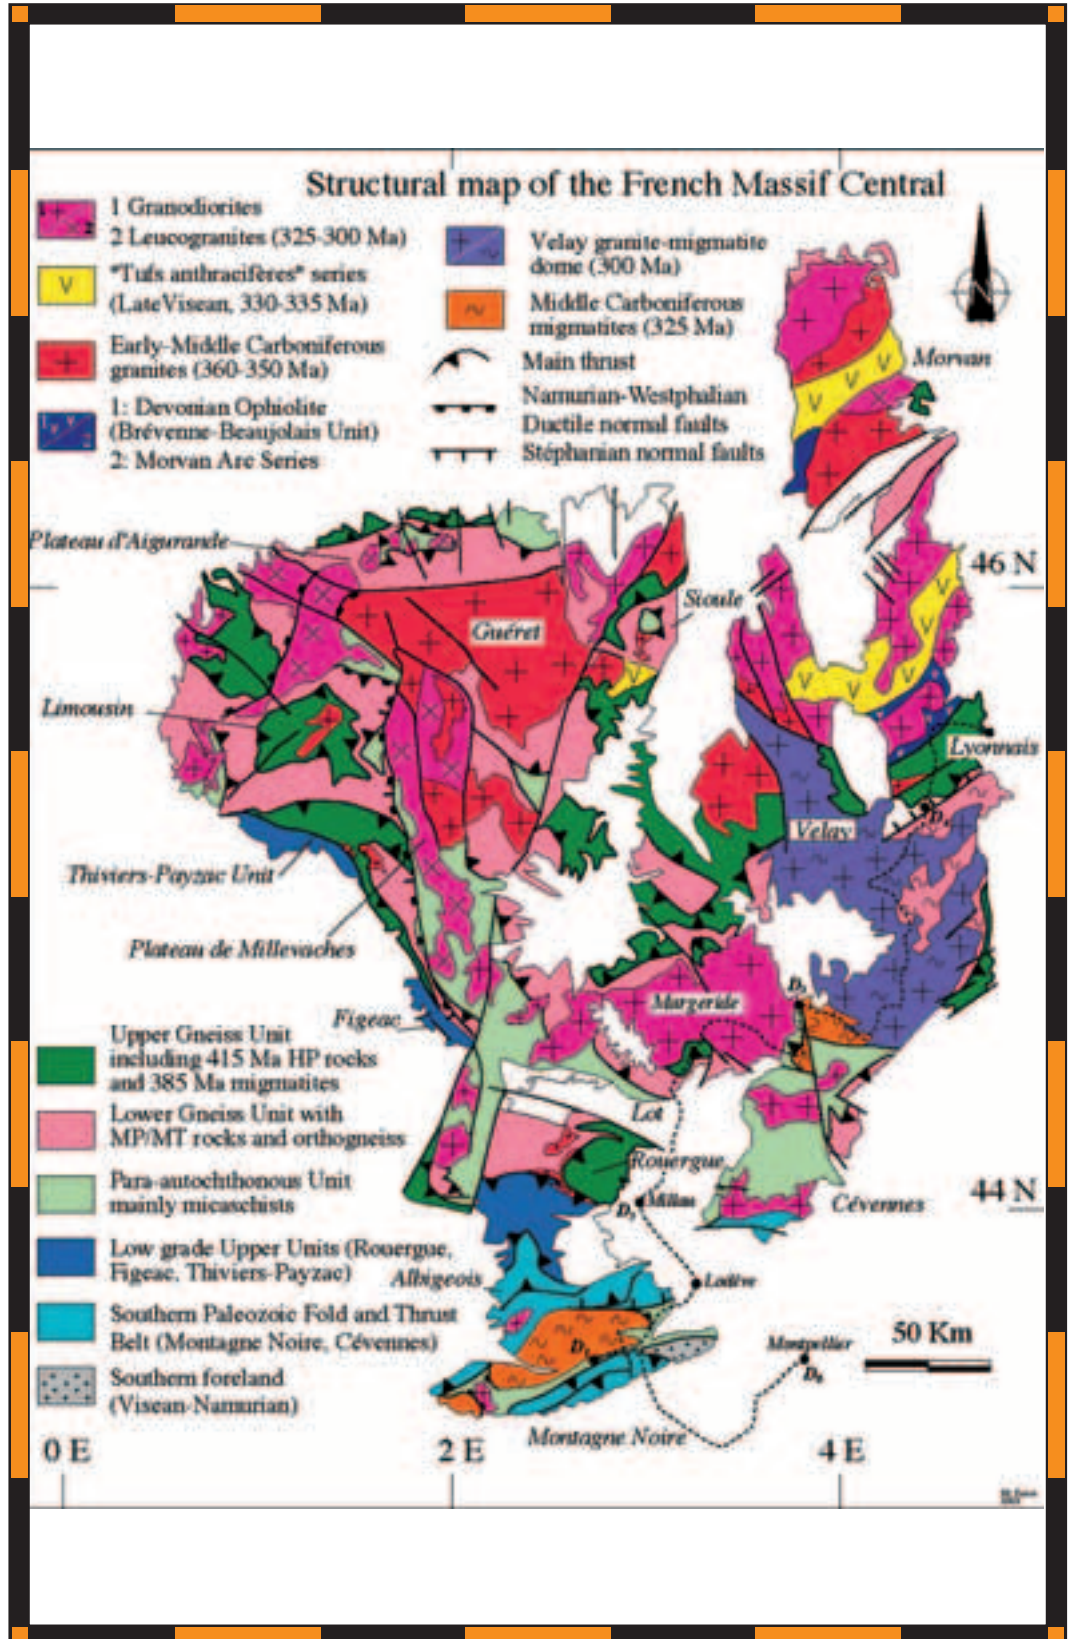 Structural map of the French Massif Central
1 Granodiorites
2 Leucogranites (325-300 Ma)
"Tufs anthracifères" series
(LateVisean, 330-335 Ma)
Early-Middle Carboniferous
granites (360-350 Ma)
1: Devonian Ophiolite
(Brévenne-Beaujolais Unit)
2: Morvan Arc Series
Velay granite-migmatite
dome (300 Ma)
Middle Carboniferous
migmatites (325 Ma)
Main thrust
Namurian-Westphalian
Ductile normal faults
Stéphanian normal faults
N
Morvan
Plateau d'Aigurande
46 N
Sioule
Guéret
Limousin
Lyonnais
Velay
Thiviers-Payzac Unit
Plateau de Millevaches
Margeride
Figeac
Upper Gneiss Unit
including 415 Ma HP rocks
and 385 Ma migmatites
Lower Gneiss Unit with
MP/MT rocks and orthogneiss
Para-autochthonous Unit
mainly micaschists
Low grade Upper Units (Rouergue,
Figeac, Thiviers-Payzac)
Southern Paleozoic Fold and Thrust
Belt (Montagne Noire, Cévennes)
Southern foreland
(Visean-Namurian)
Lot
Rouergue
Millau
Cévennes
44 N
Albigeois
Lodève
Montpellier
50 Km
Montagne Noire
0 E
2 E
4 E